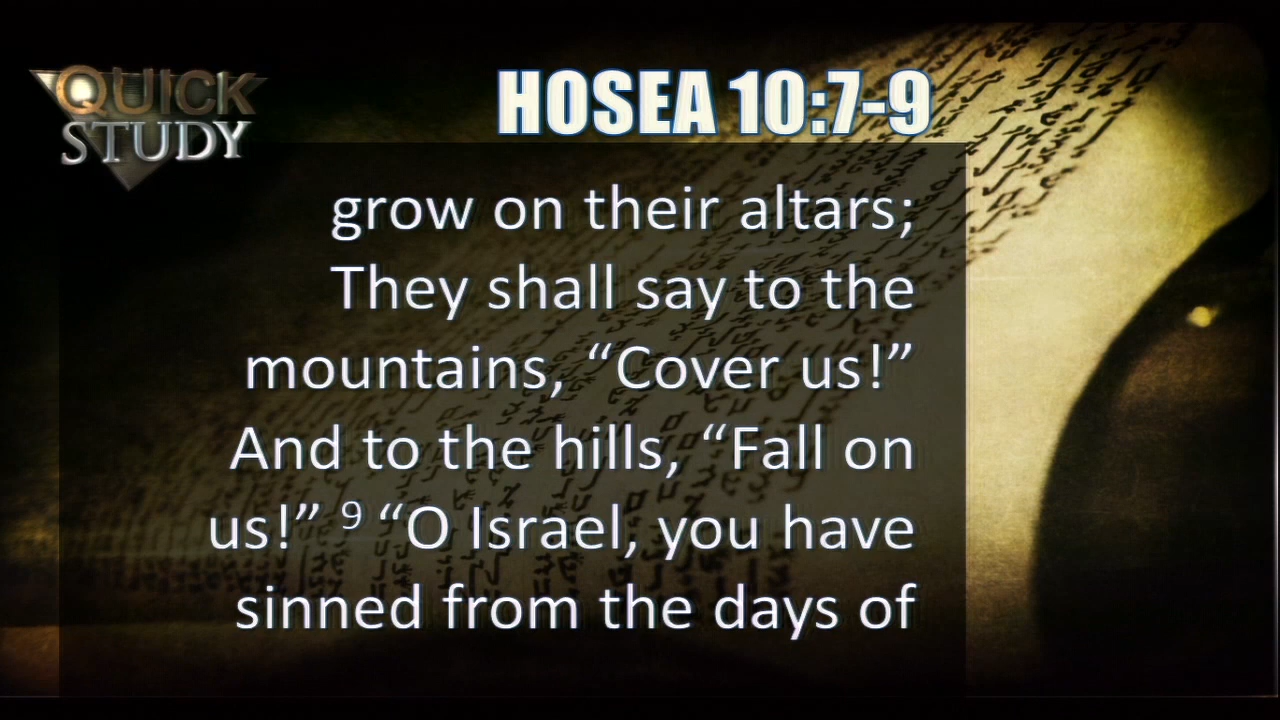 QUICK
STUDY
HOSEA 10:7-9
grow on their altars;
They shall say to the
mountains, “Cover us!”
And to the hills, “Fall on
us!” ⁹ “O Israel, you have
sinned from the days of